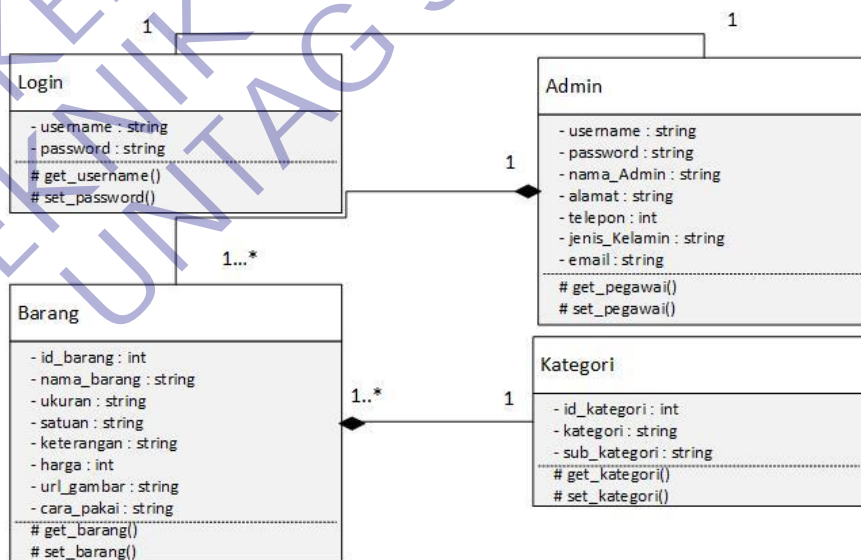 1
1
Login
- username : string
- password : string
# get_username()
# set_password()
Admin
- username : string
- password : string
- nama_Admin : string
- alamat : string
- telepon : int
- jenis_Kelamin : string
- email : string
# get_pegawai()
# set_pegawai()
1
1...*
Barang
- id_barang : int
- nama_barang : string
- ukuran : string
- satuan : string
- keterangan : string
- harga : int
- url_gambar : string
- cara_pakai : string
# get_barang()
# set_barang()
1..*
1
Kategori
- id_kategori : int
- kategori : string
- sub_kategori : string
# get_kategori()
# set_kategori()
UNTAG